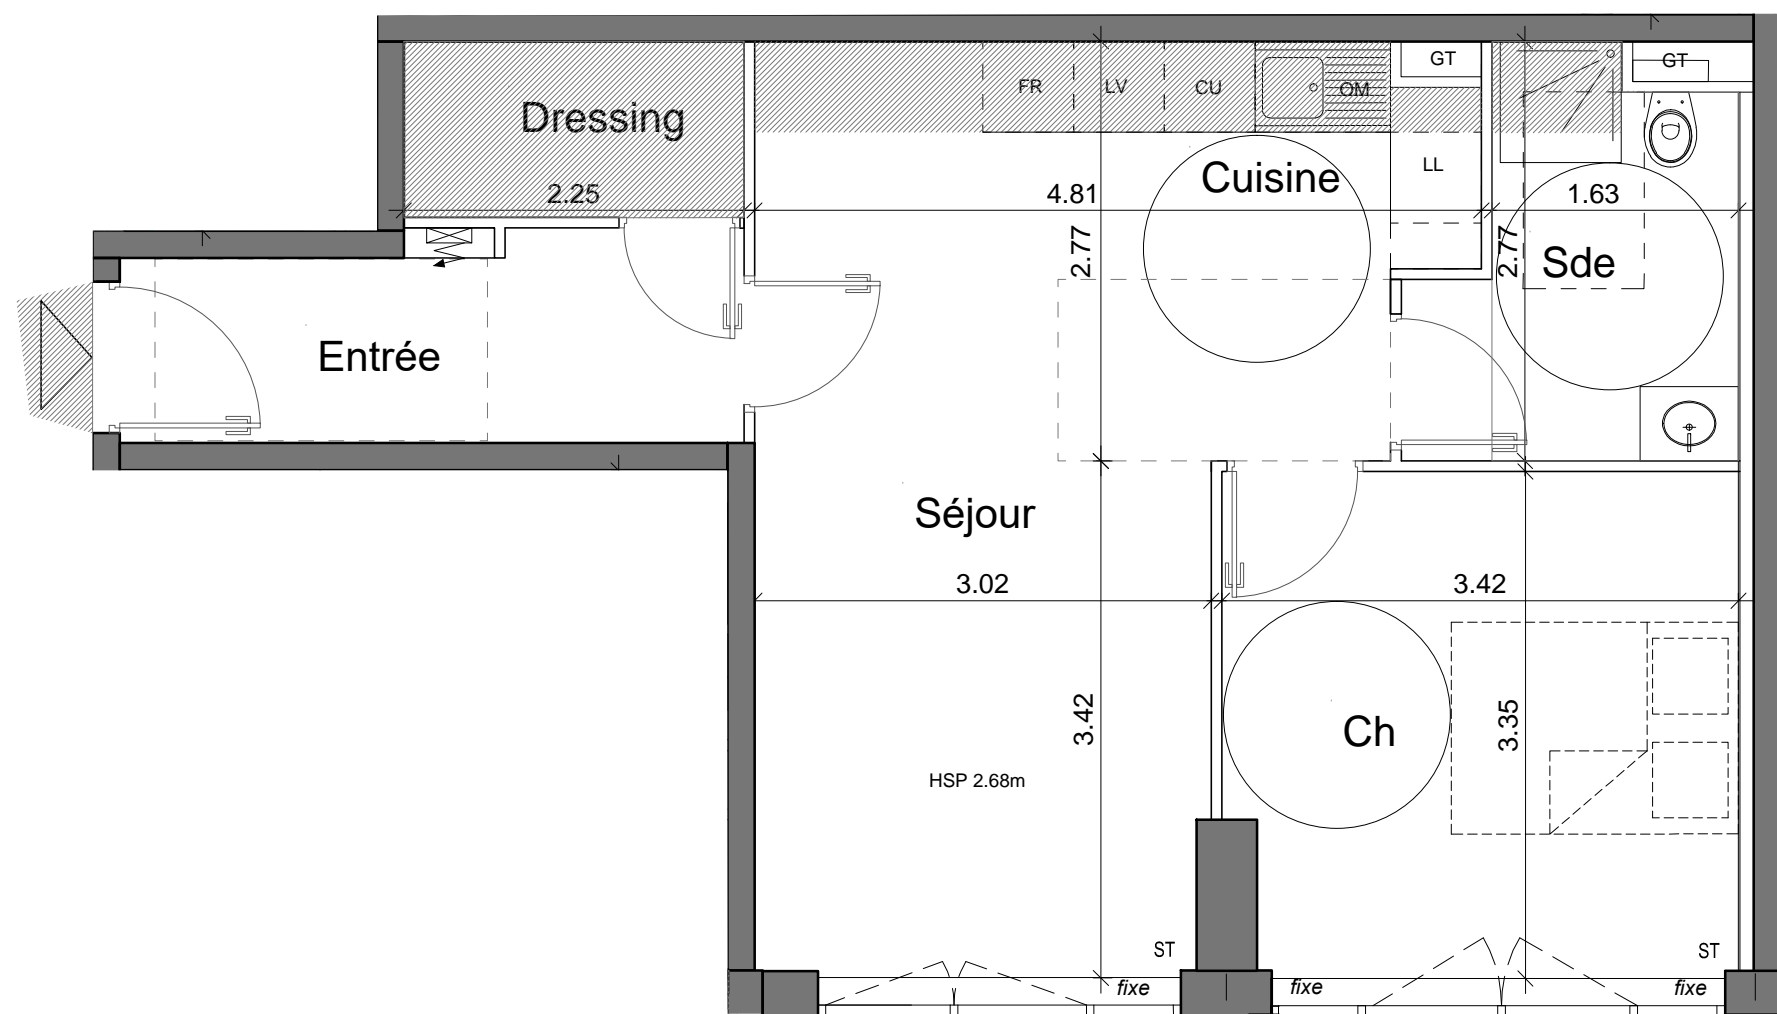 GT
GT
FR
LV
CU
OM
Dressing
LL
Cuisine
2.25
4.81
1.63
2.77
2.77
Sde
Entrée
Séjour
3.02
3.42
3.42
3.35
Ch
HSP 2.68m
ST
ST
fixe
fixe
fixe